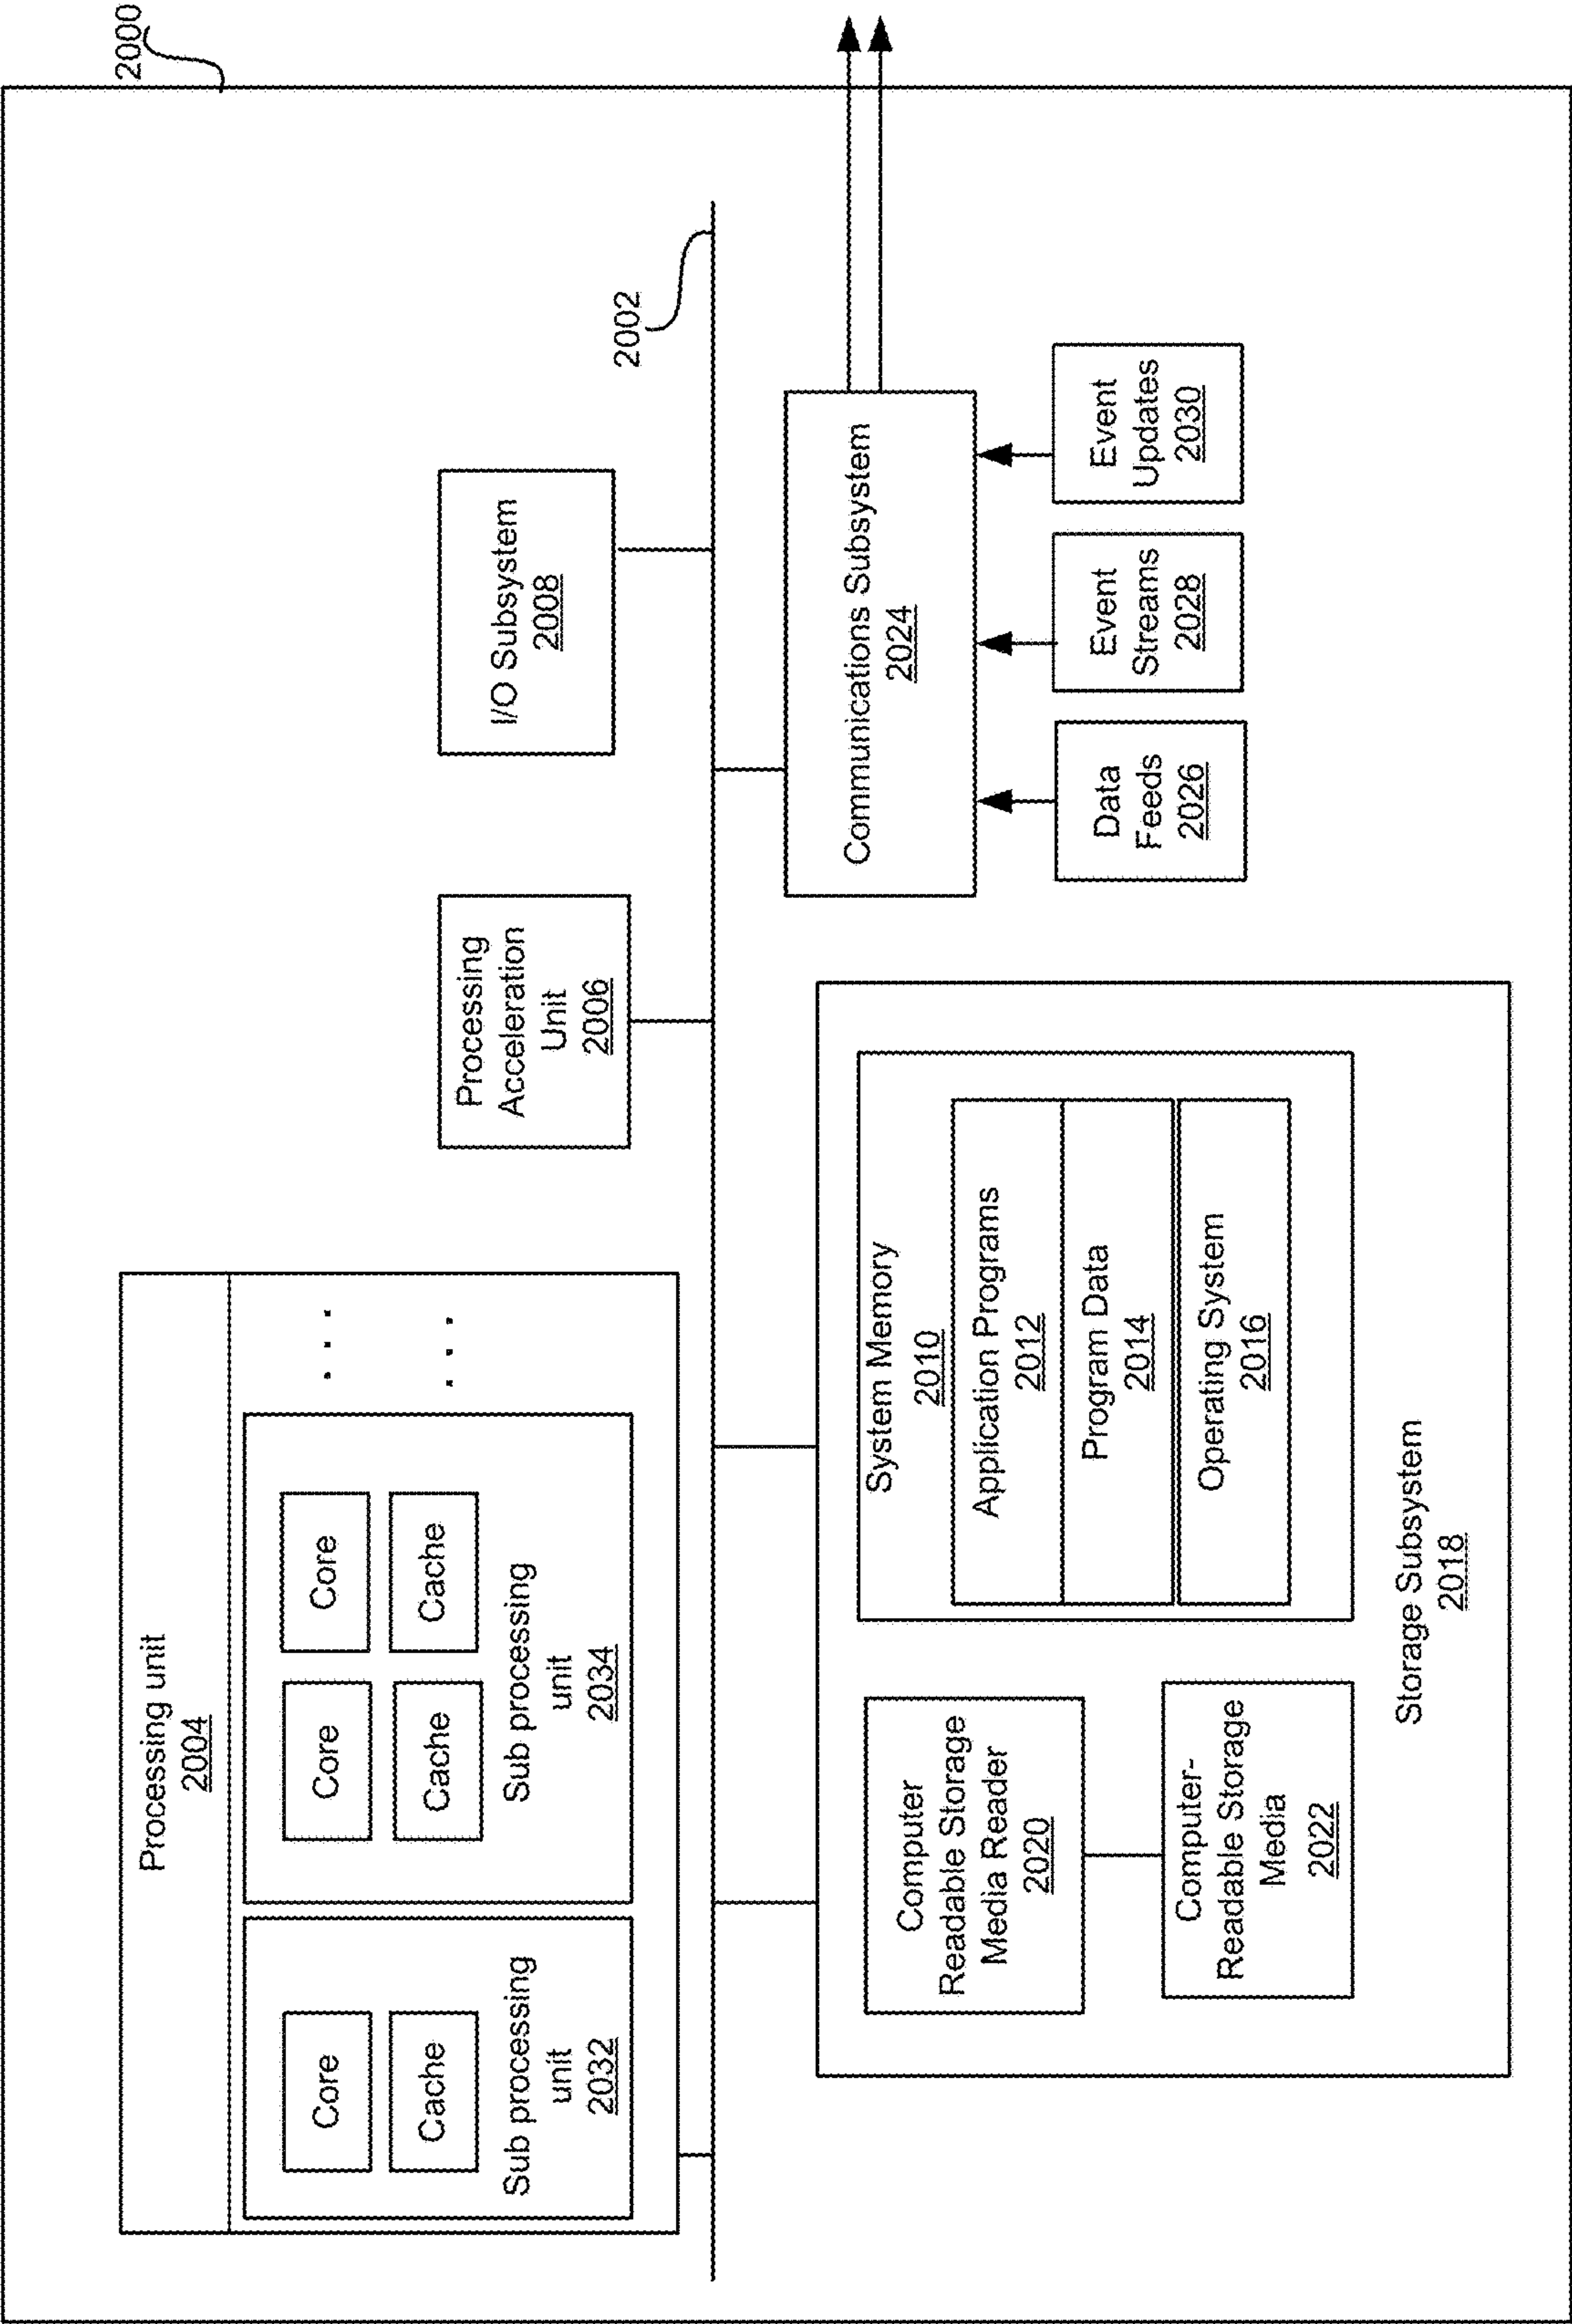 2000
Processing unit
2004
Core
Cache
Sub processing
unit
2032
Core
Core
Cache
Cache
Sub processing
unit
2034
. . .
. . .
Processing
Acceleration
Unit
2006
I/O Subsystem
2008
2002
Computer
Readable Storage
Media Reader
2020
Computer-
Readable Storage
Media
2022
System Memory
2010
Application Programs
2012
Program Data
2014
Operating System
2016
Storage Subsystem
2018
Communications Subsystem
2024
Data
Feeds
2026
Event
Streams
2028
Event
Updates
2030